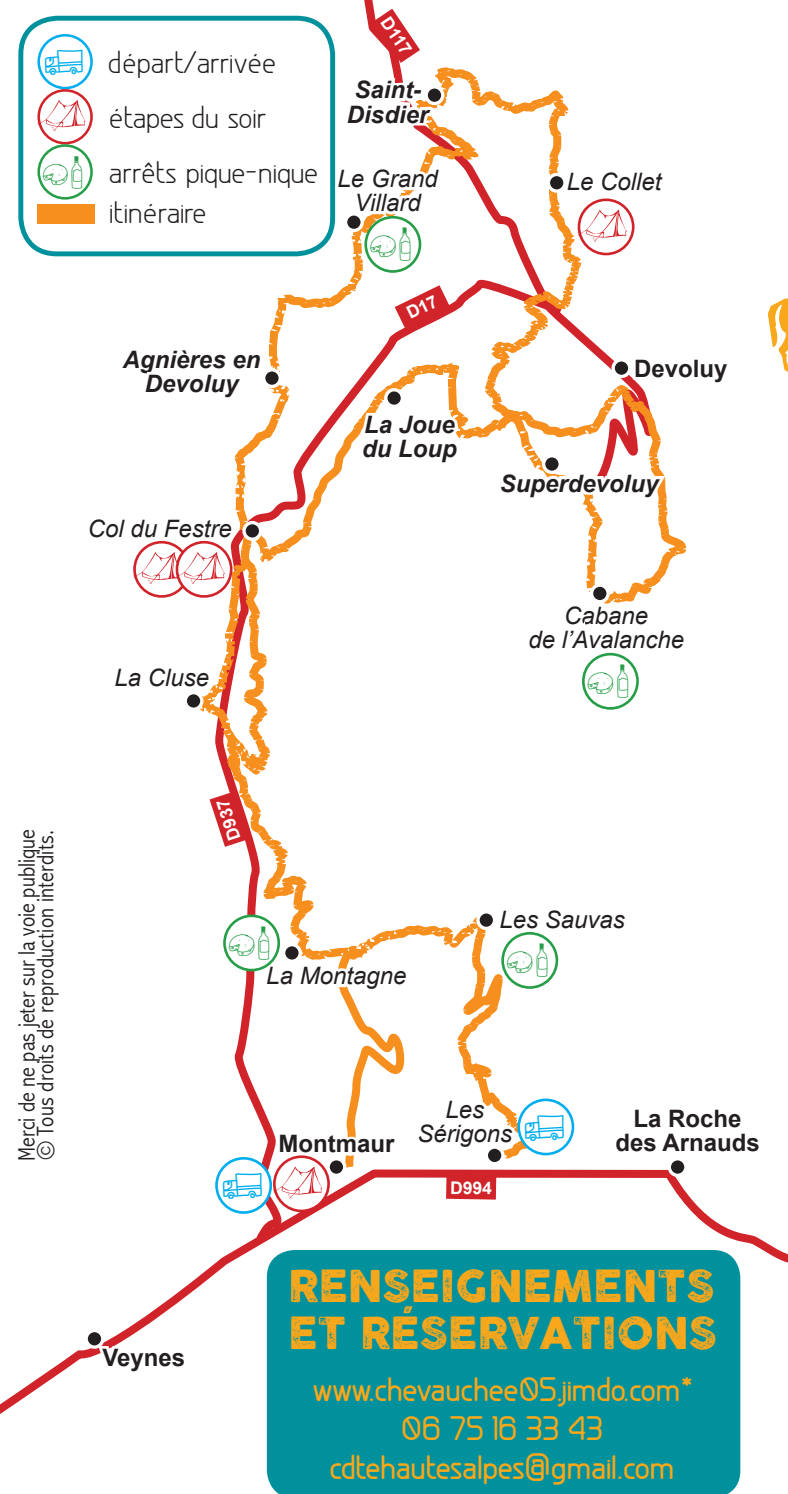 départ/arrivée
étapes du soir
arrêts pique-nique
itinéraire
D117
Saint-
Disdier
Le Grand
Villard
Le Collet
D17
Agnières en
Devoluy
Devoluy
La Joue
du Loup
Superdevoluy
Col du Festre
Cabane
de l'Avalanche
La Cluse
D937
Merci de ne pas jeter sur la voie publique
© Tous droits de reproduction interdits.
Les Sauvas
La Montagne
Les
Sérigons
La Roche
des Arnauds
Montmaur
D994
Veynes
RENSEIGNEMENTS
ET RÉSERVATIONS
www.chevauchee05.jimdo.com*
06 75 16 33 43
cdtehautesalpes@gmail.com